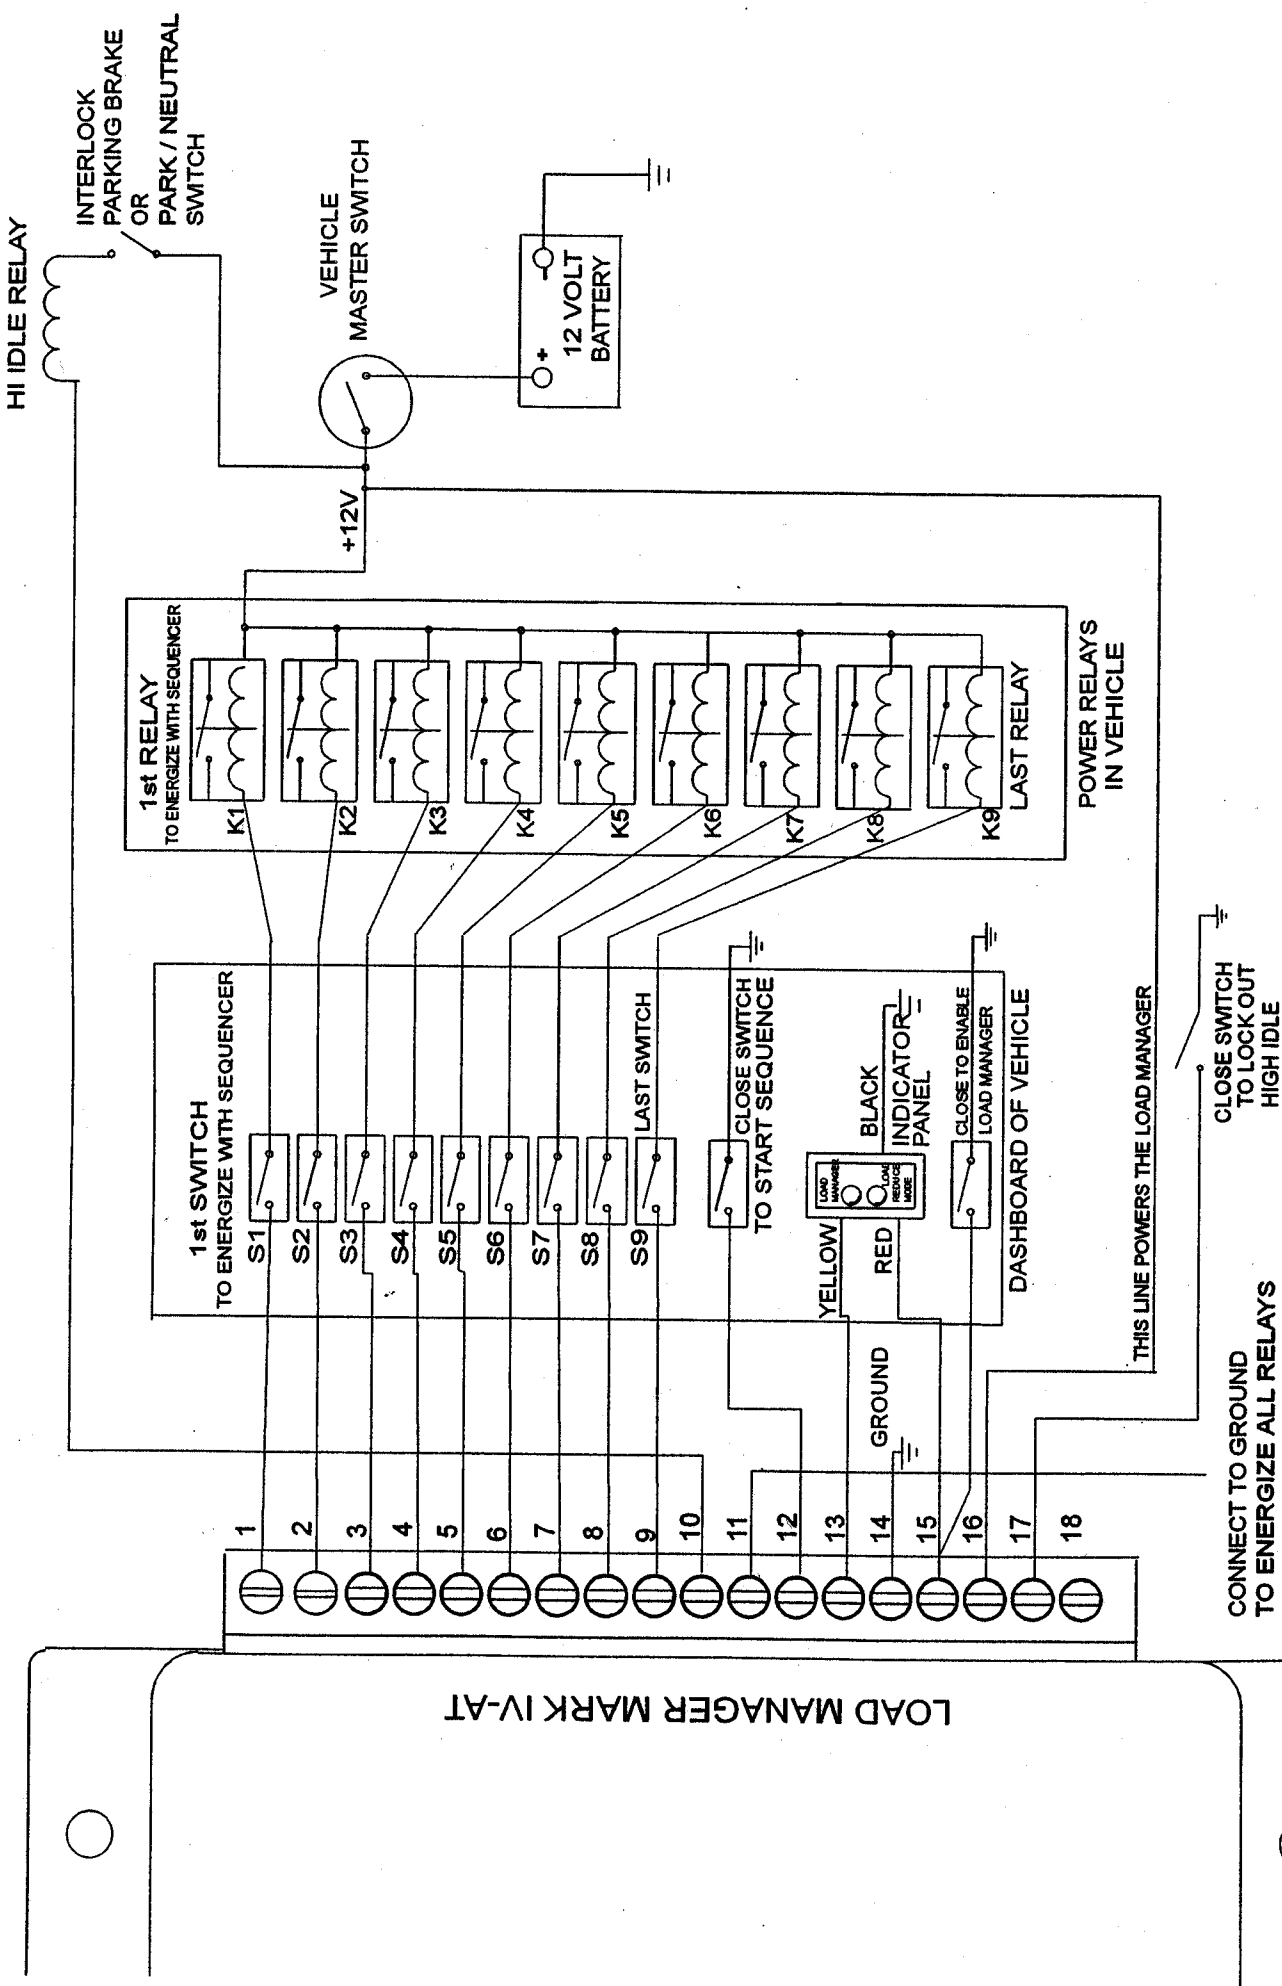 HI IDLE RELAY
INTERLOCK
PARKING BRAKE
OR
PARK / NEUTRAL
SWITCH
VEHICLE
MASTER SWITCH
+
-
12 VOLT
BATTERY
+12V
1st RELAY
TO ENERGIZE WITH SEQUENCER
K1
K2
K3
K4
K5
K6
K7
K8
K9
LAST RELAY
POWER RELAYS
IN VEHICLE
1st SWITCH
TO ENERGIZE WITH SEQUENCER
S1
S2
S3
S4
S5
S6
S7
S8
S9
LAST SWITCH
CLOSE SWITCH
TO START SEQUENCE
YELLOW
RED
LOAD
MANAGER
LOAD
REDUCE
MODE
BLACK
INDICATOR
PANEL
CLOSE TO ENABLE
LOAD MANAGER
DASHBOARD OF VEHICLE
THIS LINE POWERS THE LOAD MANAGER
CLOSE SWITCH
TO LOCK OUT
HIGH IDLE
GROUND
CONNECT TO GROUND
TO ENERGIZE ALL RELAYS
1
2
3
4
5
6
7
8
9
10
11
12
13
14
15
16
17
18
LOAD MANAGER MARK IV-AT